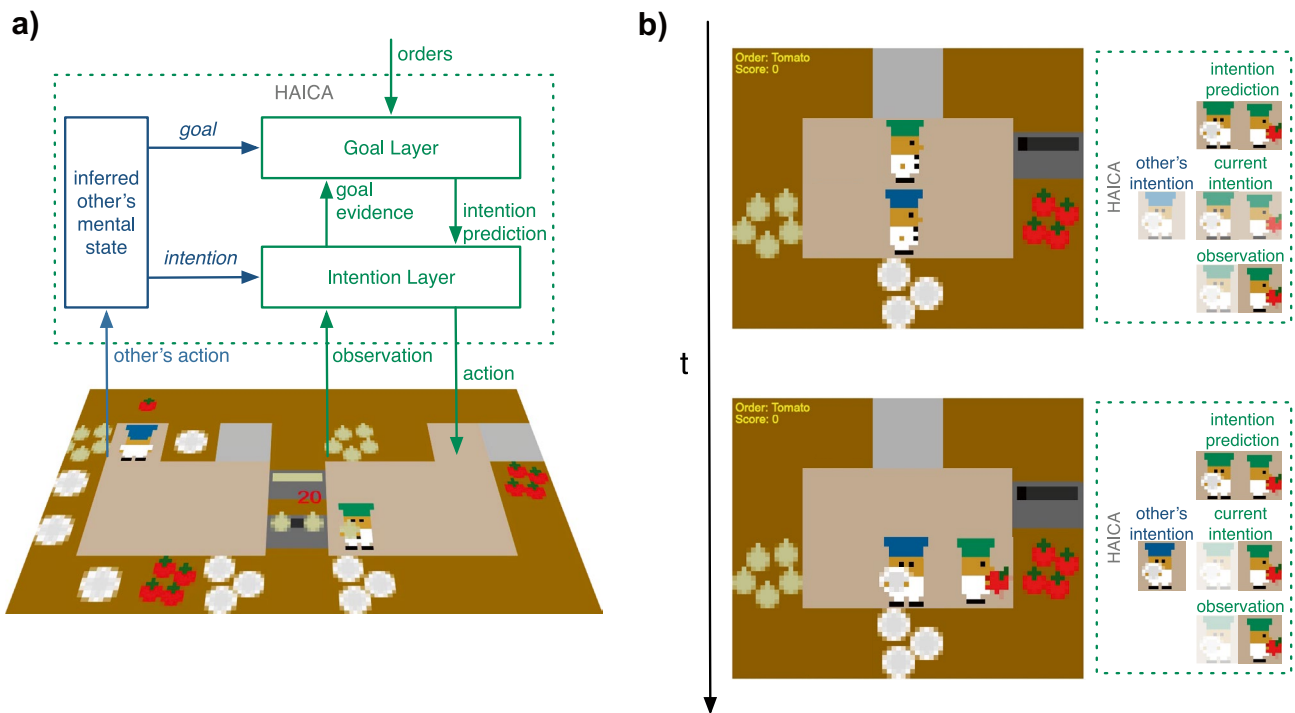 a)
orders
HAICA
goal
Goal Layer
inferred
other's
mental
state
goal
evidence
intention
prediction
intention
Intention Layer
other's action
observation
action
20
b)
t
Order: Tomato
Score: 0
intention
prediction
HAICA
other's
intention
current
intention
observation
Order: Tomato
Score: 0
intention
prediction
HAICA
other's
intention
current
intention
observation